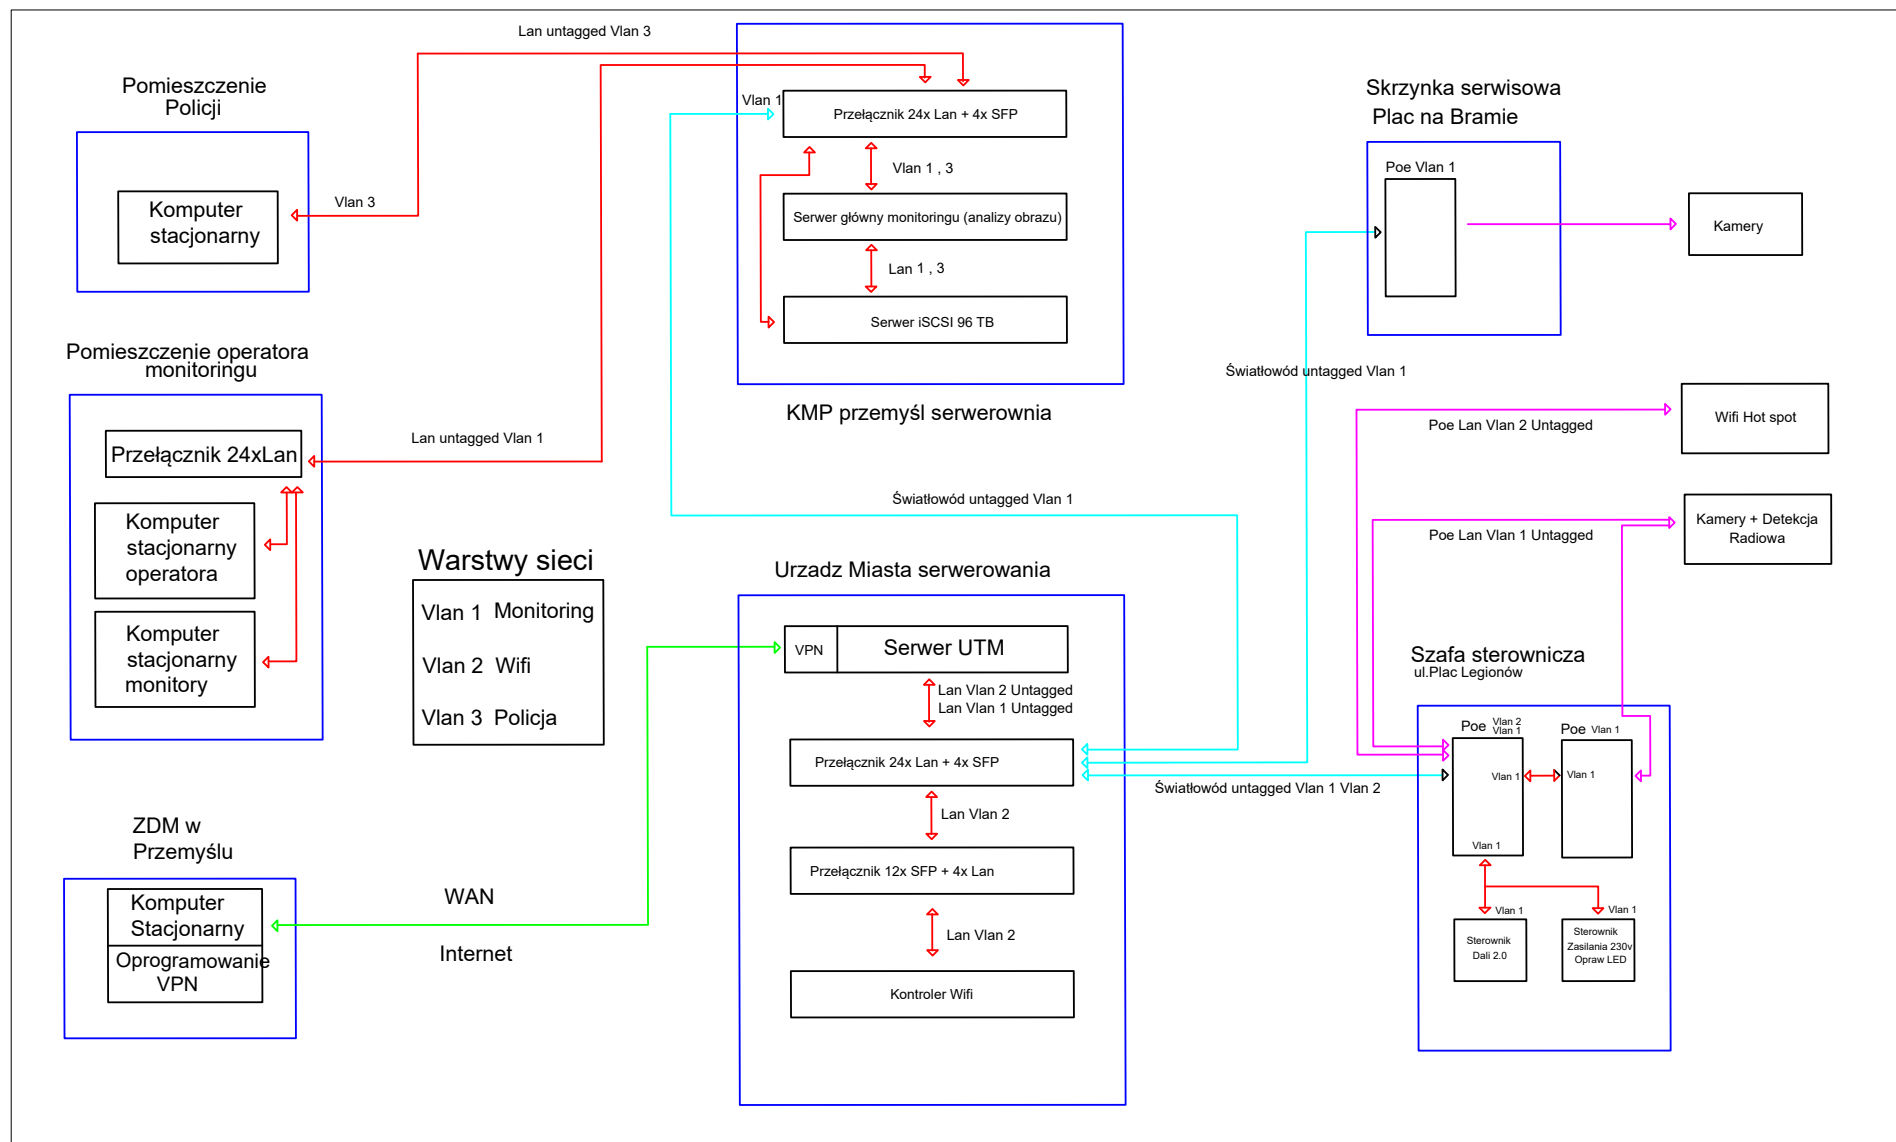 Lan untagged Vlan 3
Pomieszczenie
Policji
Komputer
stacjonarny
Vlan 3
Vlan 1
Przełącznik 24x Lan + 4x SFP
Vlan 1 , 3
Serwer główny monitoringu (analizy obrazu)
Lan 1 , 3
Serwer iSCSI 96 TB
KMP przemyśl serwerownia
Skrzynka serwisowa
Plac na Bramie
Poe Vlan 1
Kamery
Światłowód untagged Vlan 1
Pomieszczenie operatora
monitoringu
Przełącznik 24xLan
Komputer
stacjonarny
operatora
Komputer
stacjonarny
monitory
Lan untagged Vlan 1
Światłowód untagged Vlan 1
Poe Lan Vlan 2 Untagged
Wifi Hot spot
Poe Lan Vlan 1 Untagged
Kamery + Detekcja
Radiowa
Warstwy sieci
Vlan 1 Monitoring
Vlan 2 Wifi
Vlan 3 Policja
Urzadz Miasta serwerowania
VPN
Serwer UTM
Lan Vlan 2 Untagged
Lan Vlan 1 Untagged
Przełącznik 24x Lan + 4x SFP
Lan Vlan 2
Przełącznik 12x SFP + 4x Lan
Lan Vlan 2
Kontroler Wifi
Światłowód untagged Vlan 1 Vlan 2
Szafa sterownicza
ul.Plac Legionów
Poe Vlan 2
Vlan 1
Poe Vlan 1
Vlan 1
Vlan 1
Vlan 1
Vlan 1
Vlan 1
Sterownik
Dali 2.0
Sterownik
Zasilania 230v
Opraw LED
ZDM w
Przemyślu
Komputer
Stacjonarny
Oprogramowanie
VPN
WAN
Internet